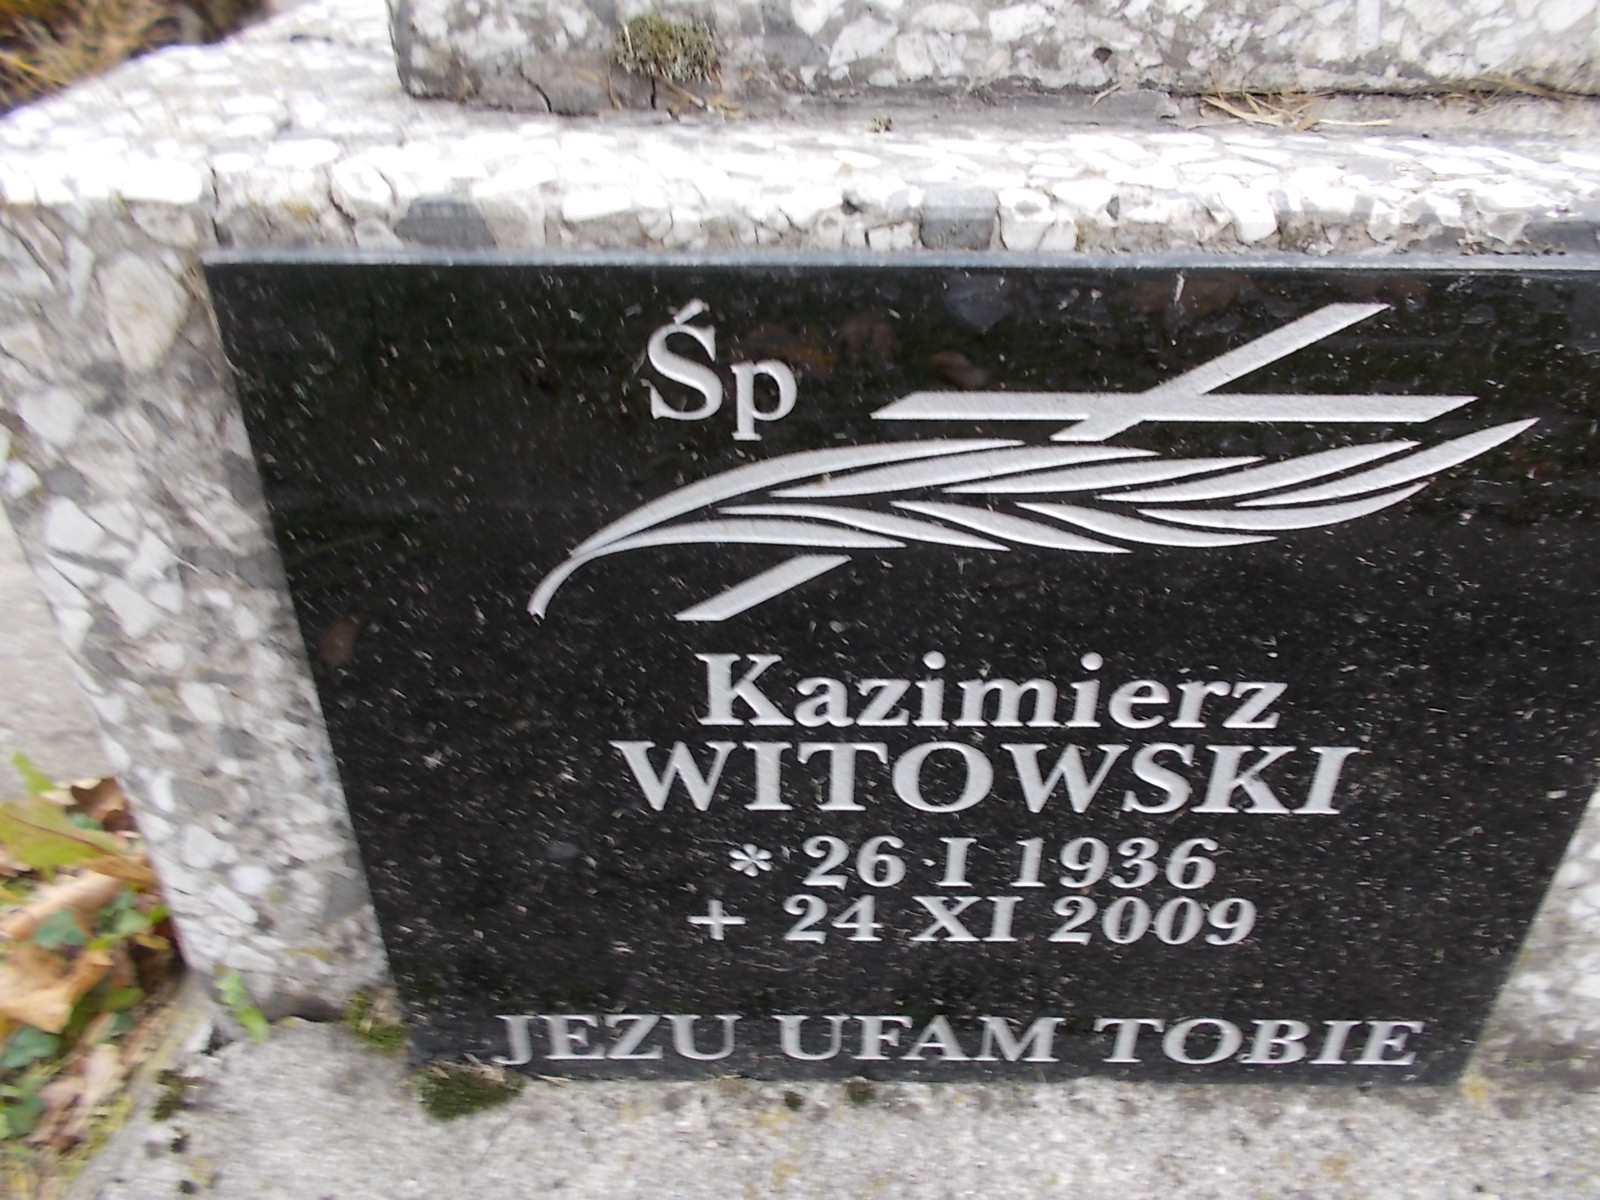 Śp
Kazimierz
WITOWSKI
* 26 I 1936
+ 24 XI 2009
JEZU UFAM TOBIE